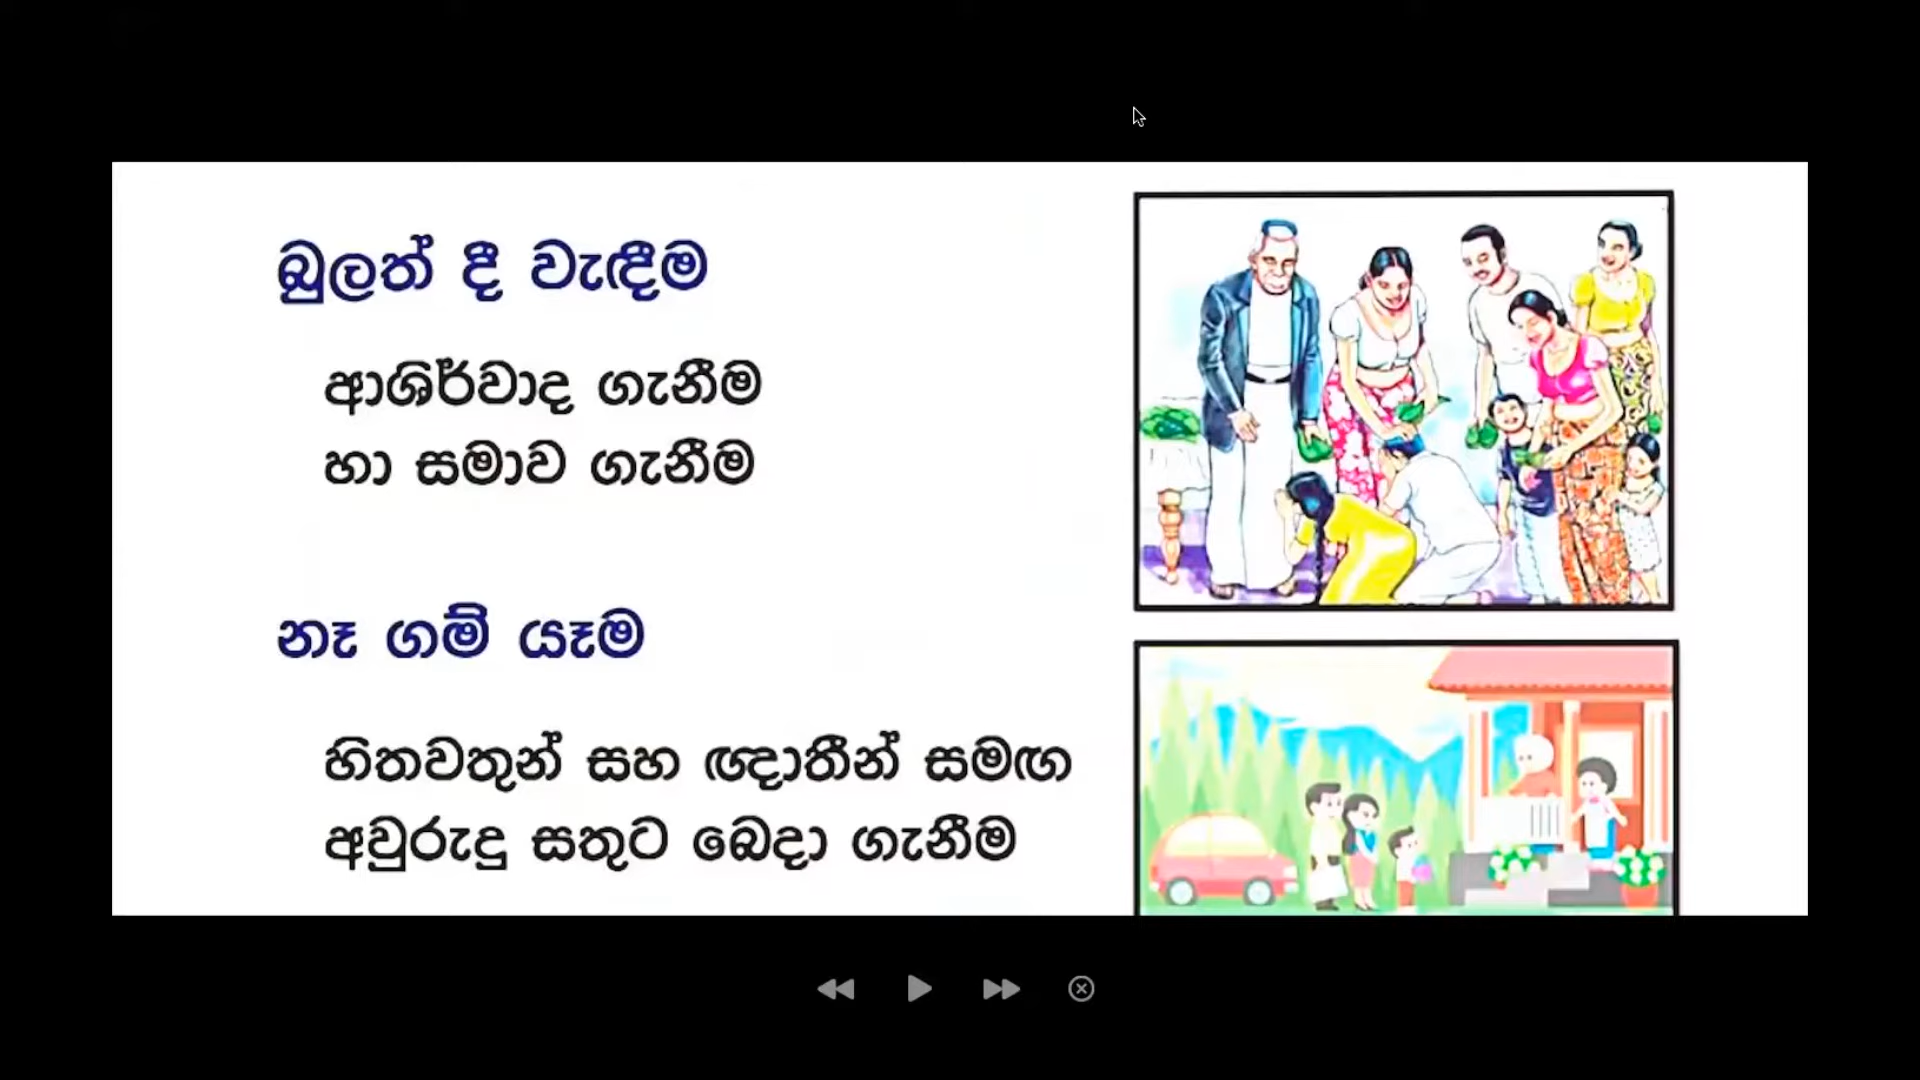 බුලත් දී වැඳීම
ආශිර්වාද ගැනීම
හා සමාව ගැනීම
නෑ ගම් යෑම
හිතවතුන් සහ ඥාතීන් සමඟ
අවුරුදු සතුට බෙදා ගැනීම